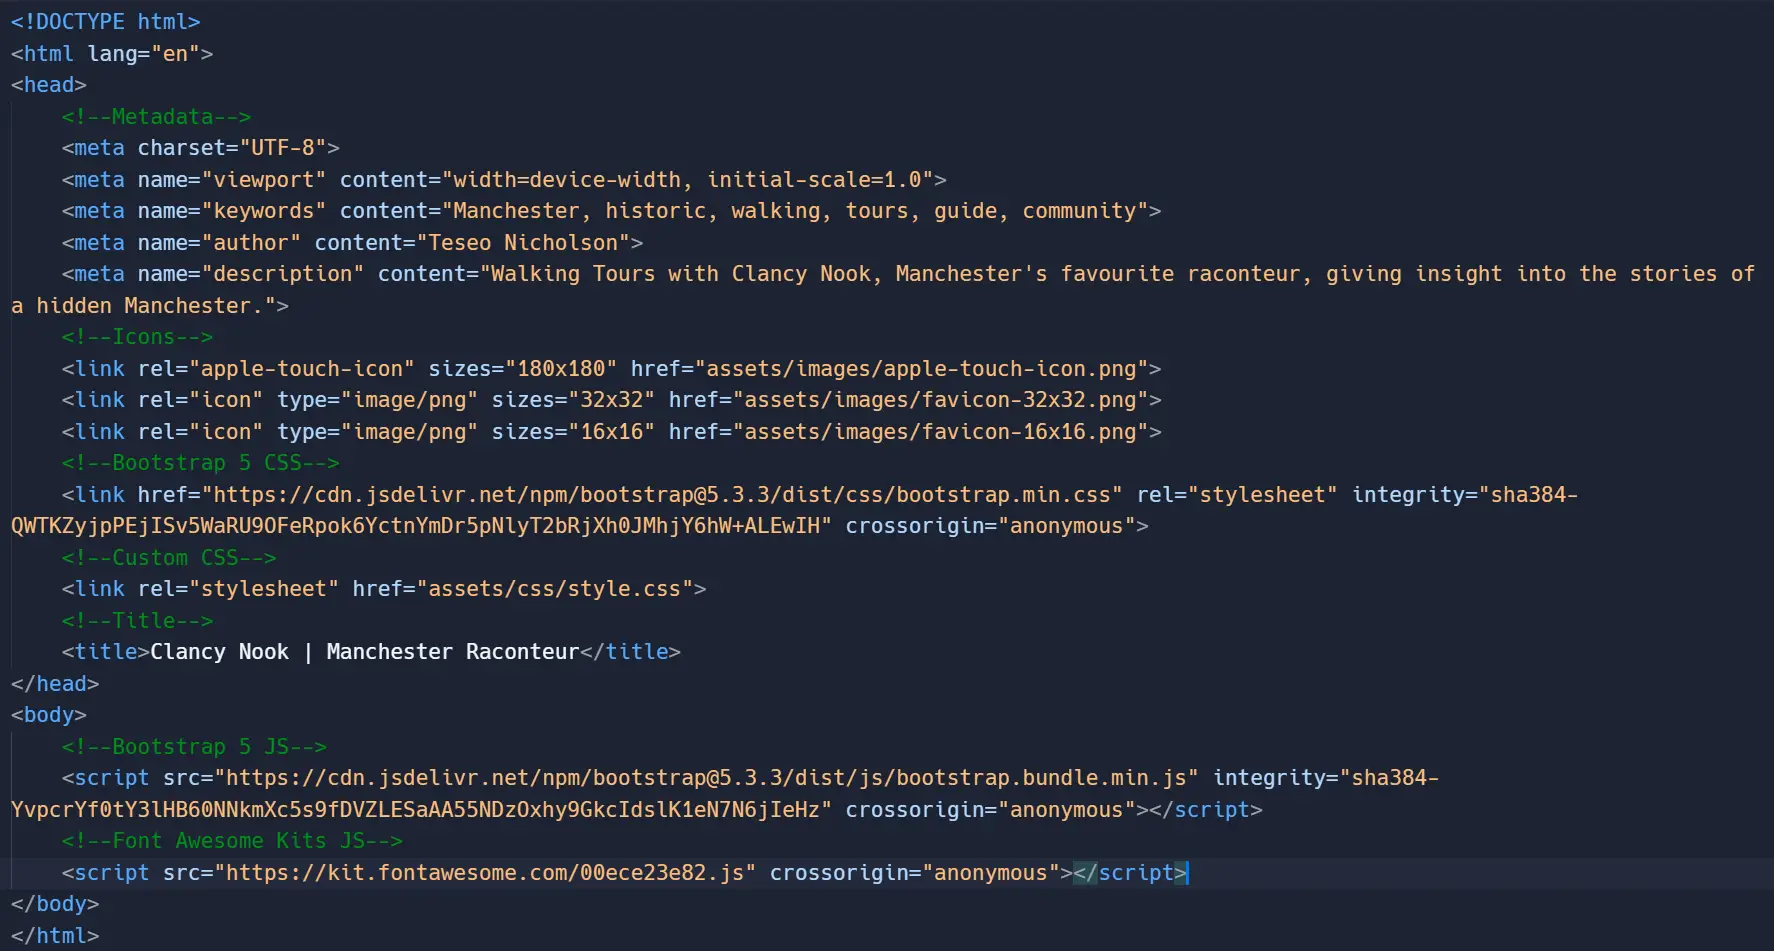 <!DOCTYPE html>
<html lang="en">
<head>
    <!--Metadata-->
    <meta charset="UTF-8">
    <meta name="viewport" content="width=device-width, initial-scale=1.0">
    <meta name="keywords" content="Manchester, historic, walking, tours, guide, community">
    <meta name="author" content="Teseo Nicholson">
    <meta name="description" content="Walking Tours with Clancy Nook, Manchester's favourite raconteur, giving insight into the stories of
a hidden Manchester.">
    <!--Icons-->
    <link rel="apple-touch-icon" sizes="180x180" href="assets/images/apple-touch-icon.png">
    <link rel="icon" type="image/png" sizes="32x32" href="assets/images/favicon-32x32.png">
    <link rel="icon" type="image/png" sizes="16x16" href="assets/images/favicon-16x16.png">
    <!--Bootstrap 5 CSS-->
    <link href="https://cdn.jsdelivr.net/npm/bootstrap@5.3.3/dist/css/bootstrap.min.css" rel="stylesheet" integrity="sha384-
QWTKZyjpPEjISv5WaRU9OFeRpok6YctnYmDr5pNlyT2bRjXh0JMhjY6hW+ALEwIH" crossorigin="anonymous">
    <!--Custom CSS-->
    <link rel="stylesheet" href="assets/css/style.css">
    <!--Title-->
    <title>Clancy Nook | Manchester Raconteur</title>
</head>
<body>
    <!--Bootstrap 5 JS-->
    <script src="https://cdn.jsdelivr.net/npm/bootstrap@5.3.3/dist/js/bootstrap.bundle.min.js" integrity="sha384-
YvpcrYf0tY3lHB60NNkmXc5s9fDVZLESaAA55NDzOxhy9GkcIdslK1eN7N6jIeHz" crossorigin="anonymous"></script>
    <!--Font Awesome Kits JS-->
    <script src="https://kit.fontawesome.com/00ece23e82.js" crossorigin="anonymous"></script>
</body>
</html>